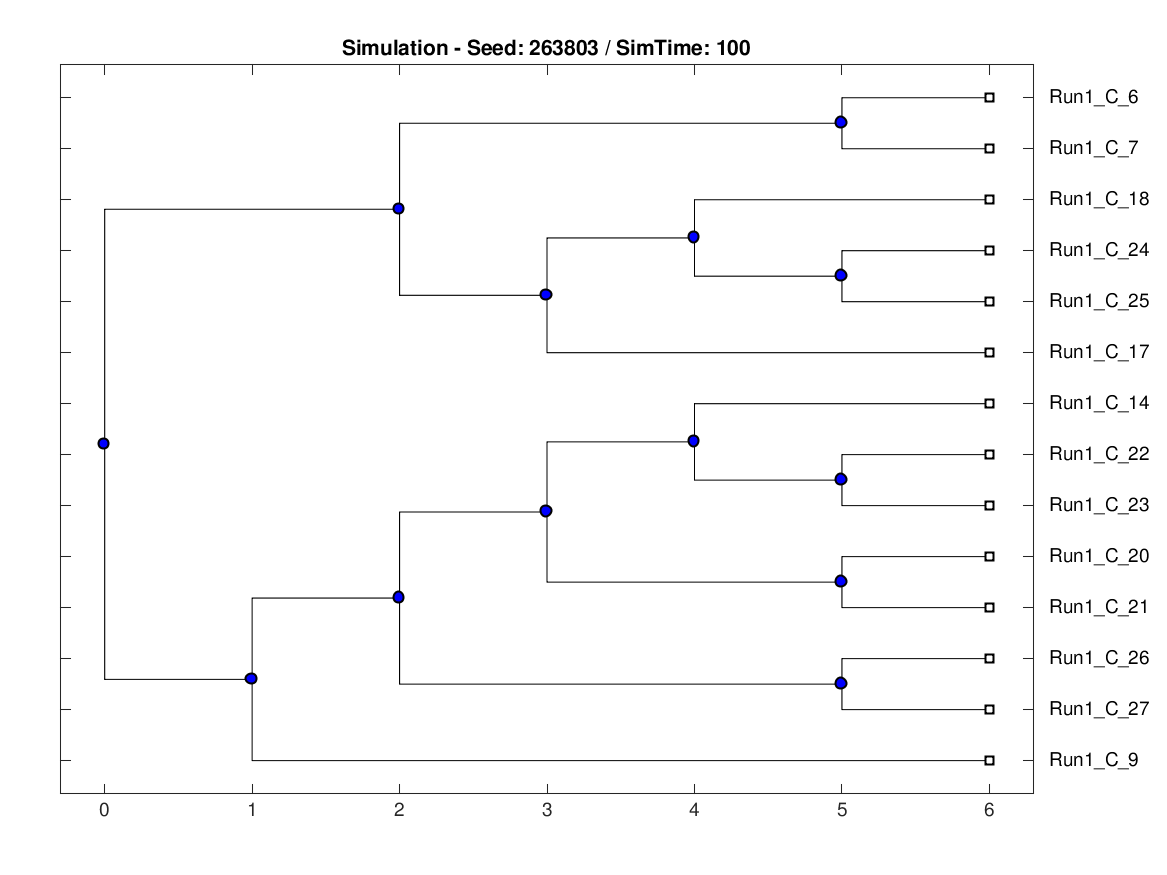 Simulation - Seed: 263803 / SimTime: 100
Run1_C_6
Run1_C_7
Run1_C_18
Run1_C_24
Run1_C_25
Run1_C_17
Run1_C_14
Run1_C_22
Run1_C_23
Run1_C_20
Run1_C_21
Run1_C_26
Run1_C_27
Run1_C_9
0 1 2 3 4 5 6